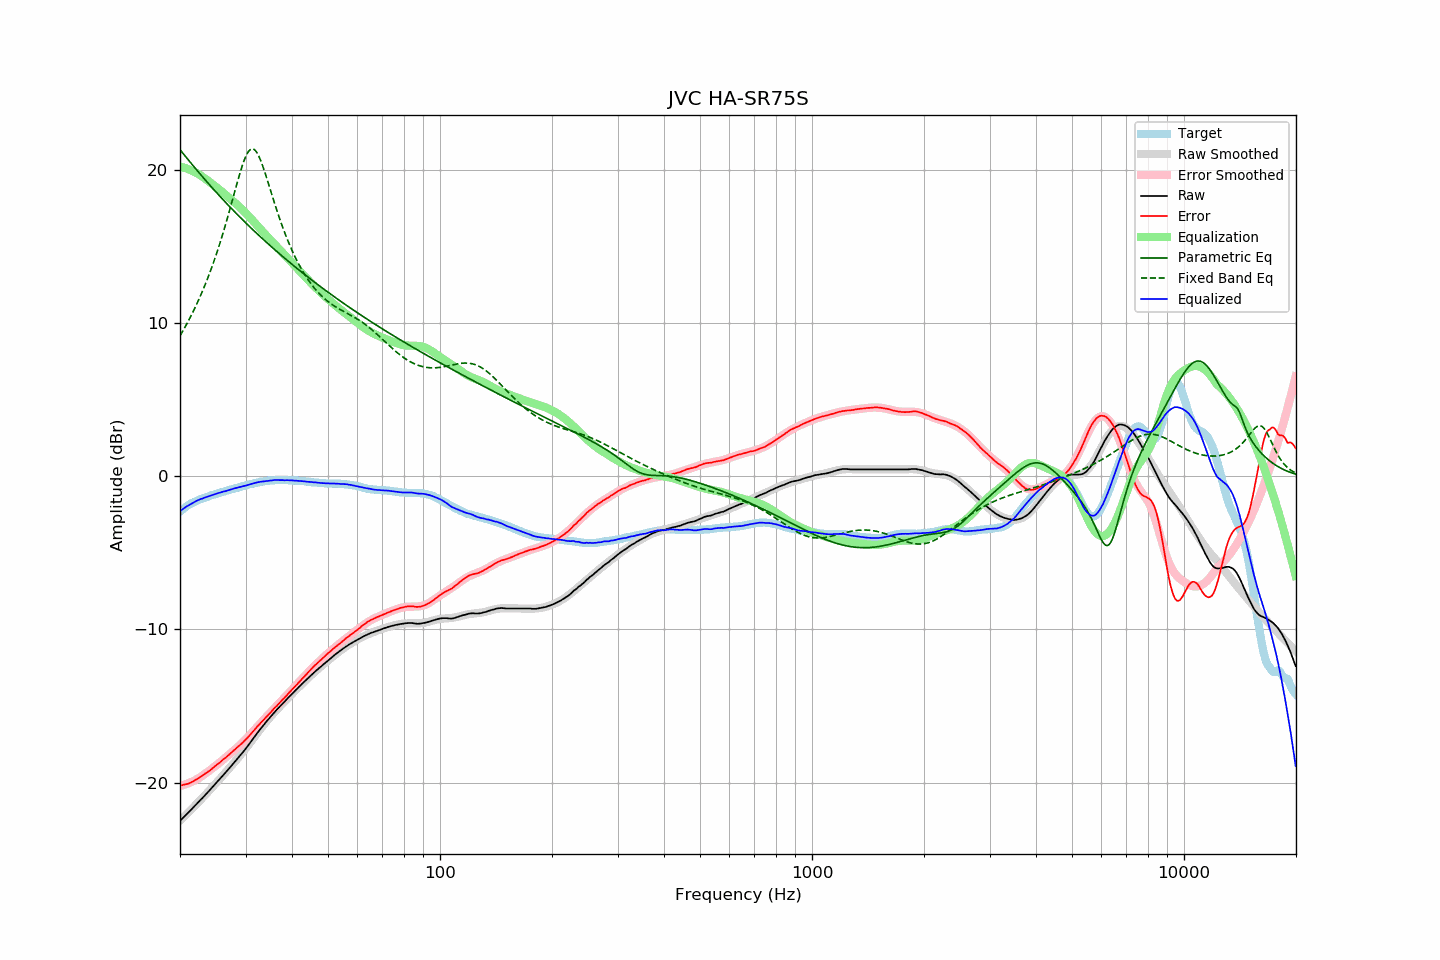 JVC HA-SR75S
Target
Raw Smoothed
Error Smoothed
Raw
Error
Equalization
Parametric Eq
Fixed Band Eq
Equalized
20
10
0
−10
−20
Amplitude (dBr)
100
1000
10000
Frequency (Hz)